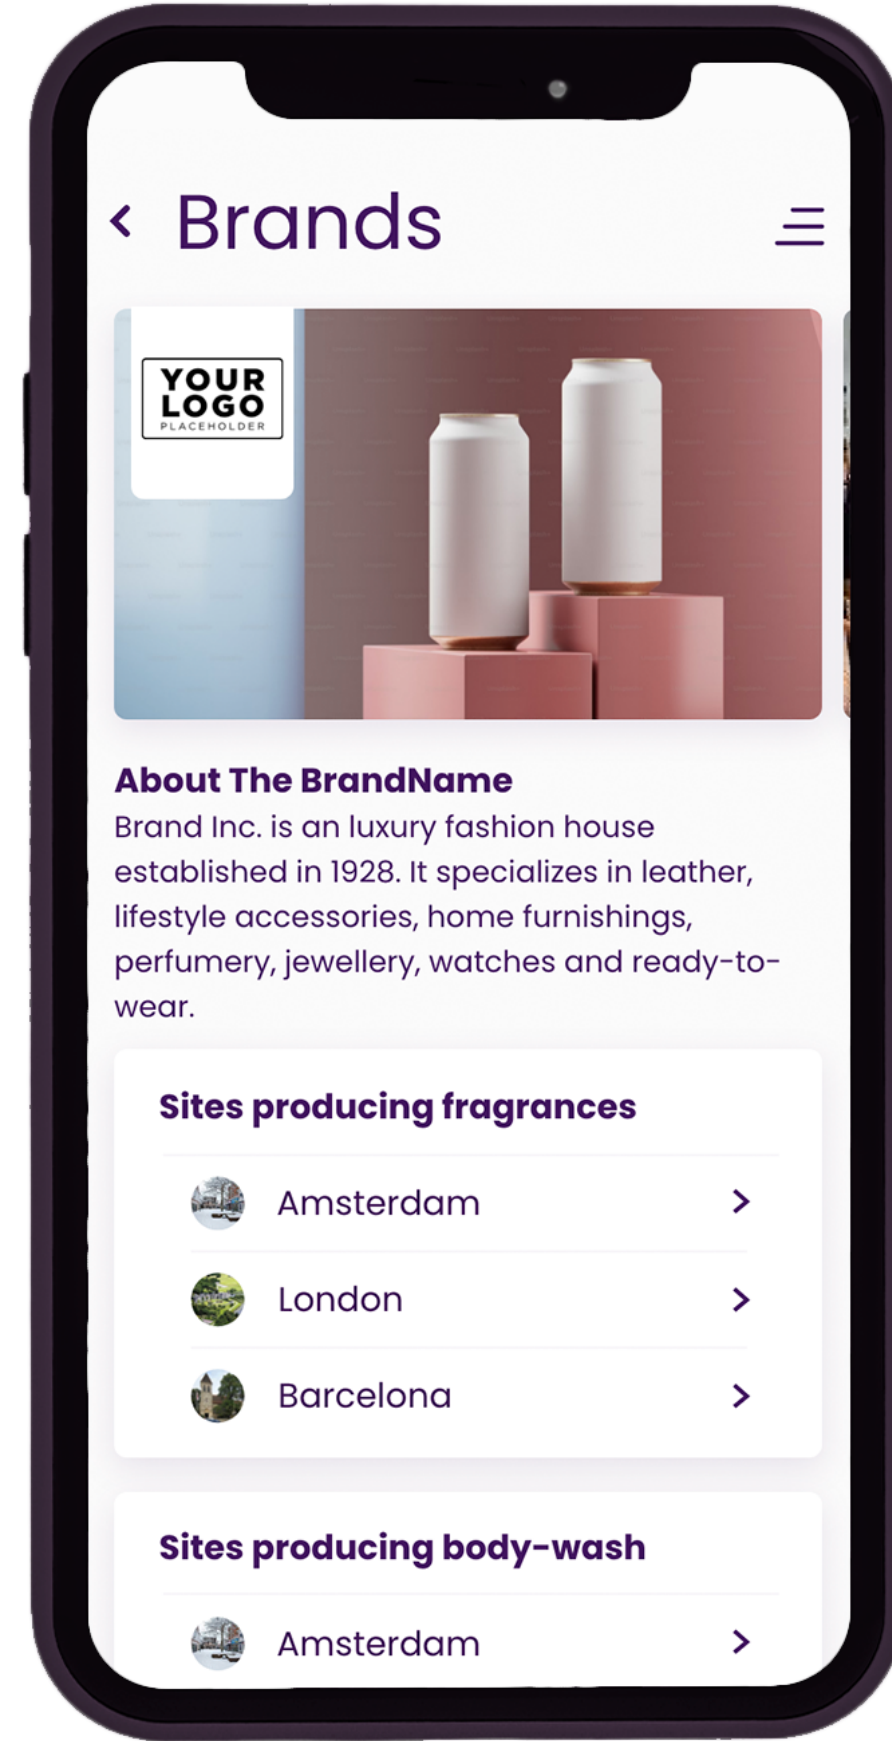 Brands
YOUR
LOGO
PLACEHOLDER
About The BrandName
Brand Inc. is an luxury fashion house
established in 1928. It specializes in leather,
lifestyle accessories, home furnishings,
perfumery, jewellery, watches and ready-to-
wear.
Sites producing fragrances
Amsterdam
London
Barcelona
Sites producing body-wash
Amsterdam